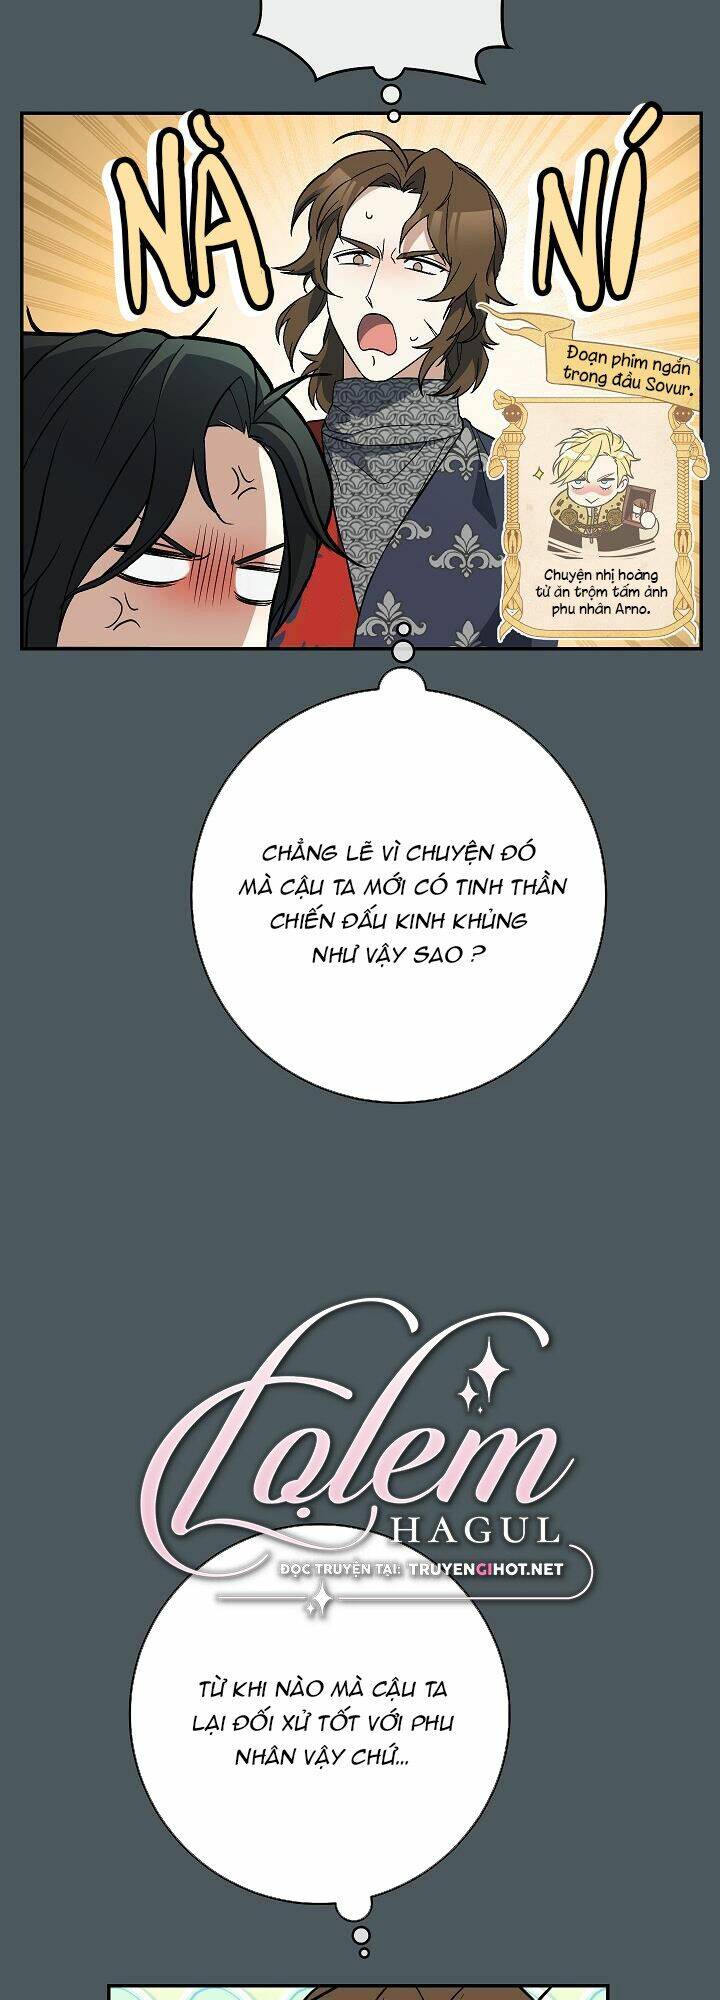 NÀ NÍ
Đoạn phim ngắn
trong đầu Sovur.
Chuyện nhị hoàng
tử ăn trộm tấm ảnh
phu nhân Arno.
CHẲNG LẼ VÌ CHUYỆN ĐÓ
MÀ CẬU TA MỚI CÓ TINH THẦN
CHIẾN ĐẤU KINH KHỦNG
NHƯ VẬY SAO ?
Lọlem
HAGUL
ĐỌC TRUYỆN TẠI: TRUYENGIHOT.NET
TỪ KHI NÀO MÀ CẬU TA
LẠI ĐỐI XỬ TỐT VỚI PHU
NHÂN VẬY CHỨ...